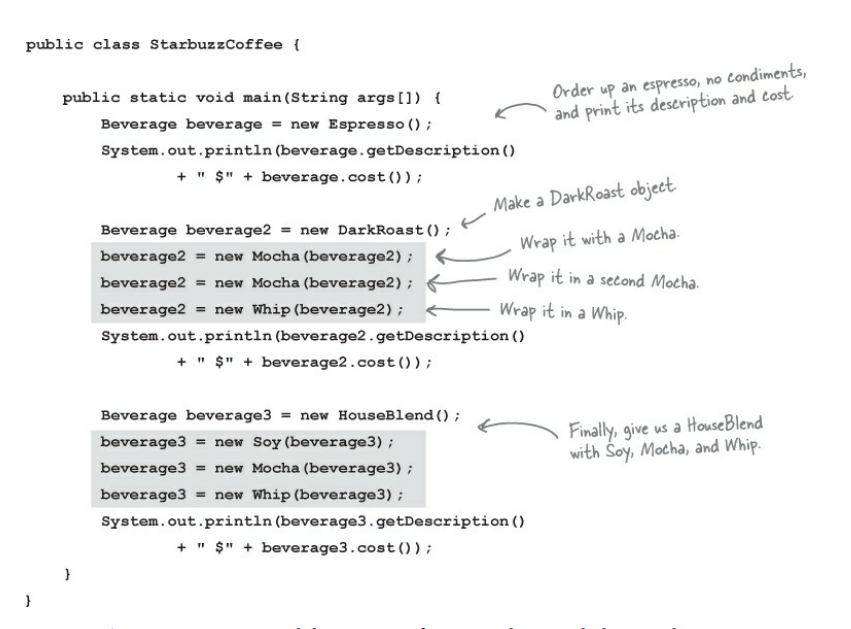 public class StarbuzzCoffee {
public static void main(String args[]) {
Order up an espresso, no condiments,
and print its description and cost.
Beverage beverage = new Espresso();
System.out.println(beverage.getDescription()
+ " $" + beverage.cost());
Make a DarkRoast object.
Beverage beverage2 = new DarkRoast();
Wrap it with a Mocha.
beverage2 = new Mocha(beverage2);
Wrap it in a second Mocha.
beverage2 = new Mocha(beverage2);
Wrap it in a Whip.
beverage2 = new Whip(beverage2);
System.out.println(beverage2.getDescription()
+ " $" + beverage2.cost());
Beverage beverage3 = new HouseBlend();
Finally, give us a HouseBlend
with Soy, Mocha, and Whip.
beverage3 = new Soy(beverage3);
beverage3 = new Mocha(beverage3);
beverage3 = new Whip(beverage3);
System.out.println(beverage3.getDescription()
+ " $" + beverage3.cost());
}
}